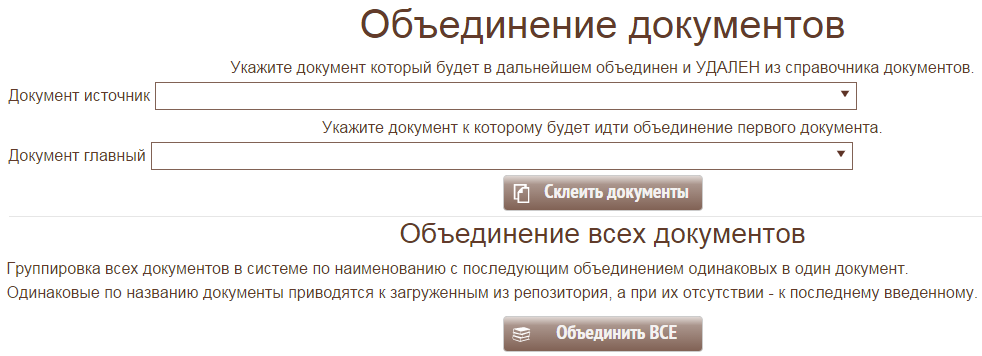 Объединение документов
Укажите документ который будет в дальнейшем объединен и УДАЛЕН из справочника документов.
Документ источник
Укажите документ к которому будет идти объединение первого документа.
Документ главный
Склеить документы
Объединение всех документов
Группировка всех документов в системе по наименованию с последующим объединением одинаковых в один документ.
Одинаковые по названию документы приводятся к загруженным из репозитория, а при их отсутствии - к последнему введенному.
Объединить ВСЕ